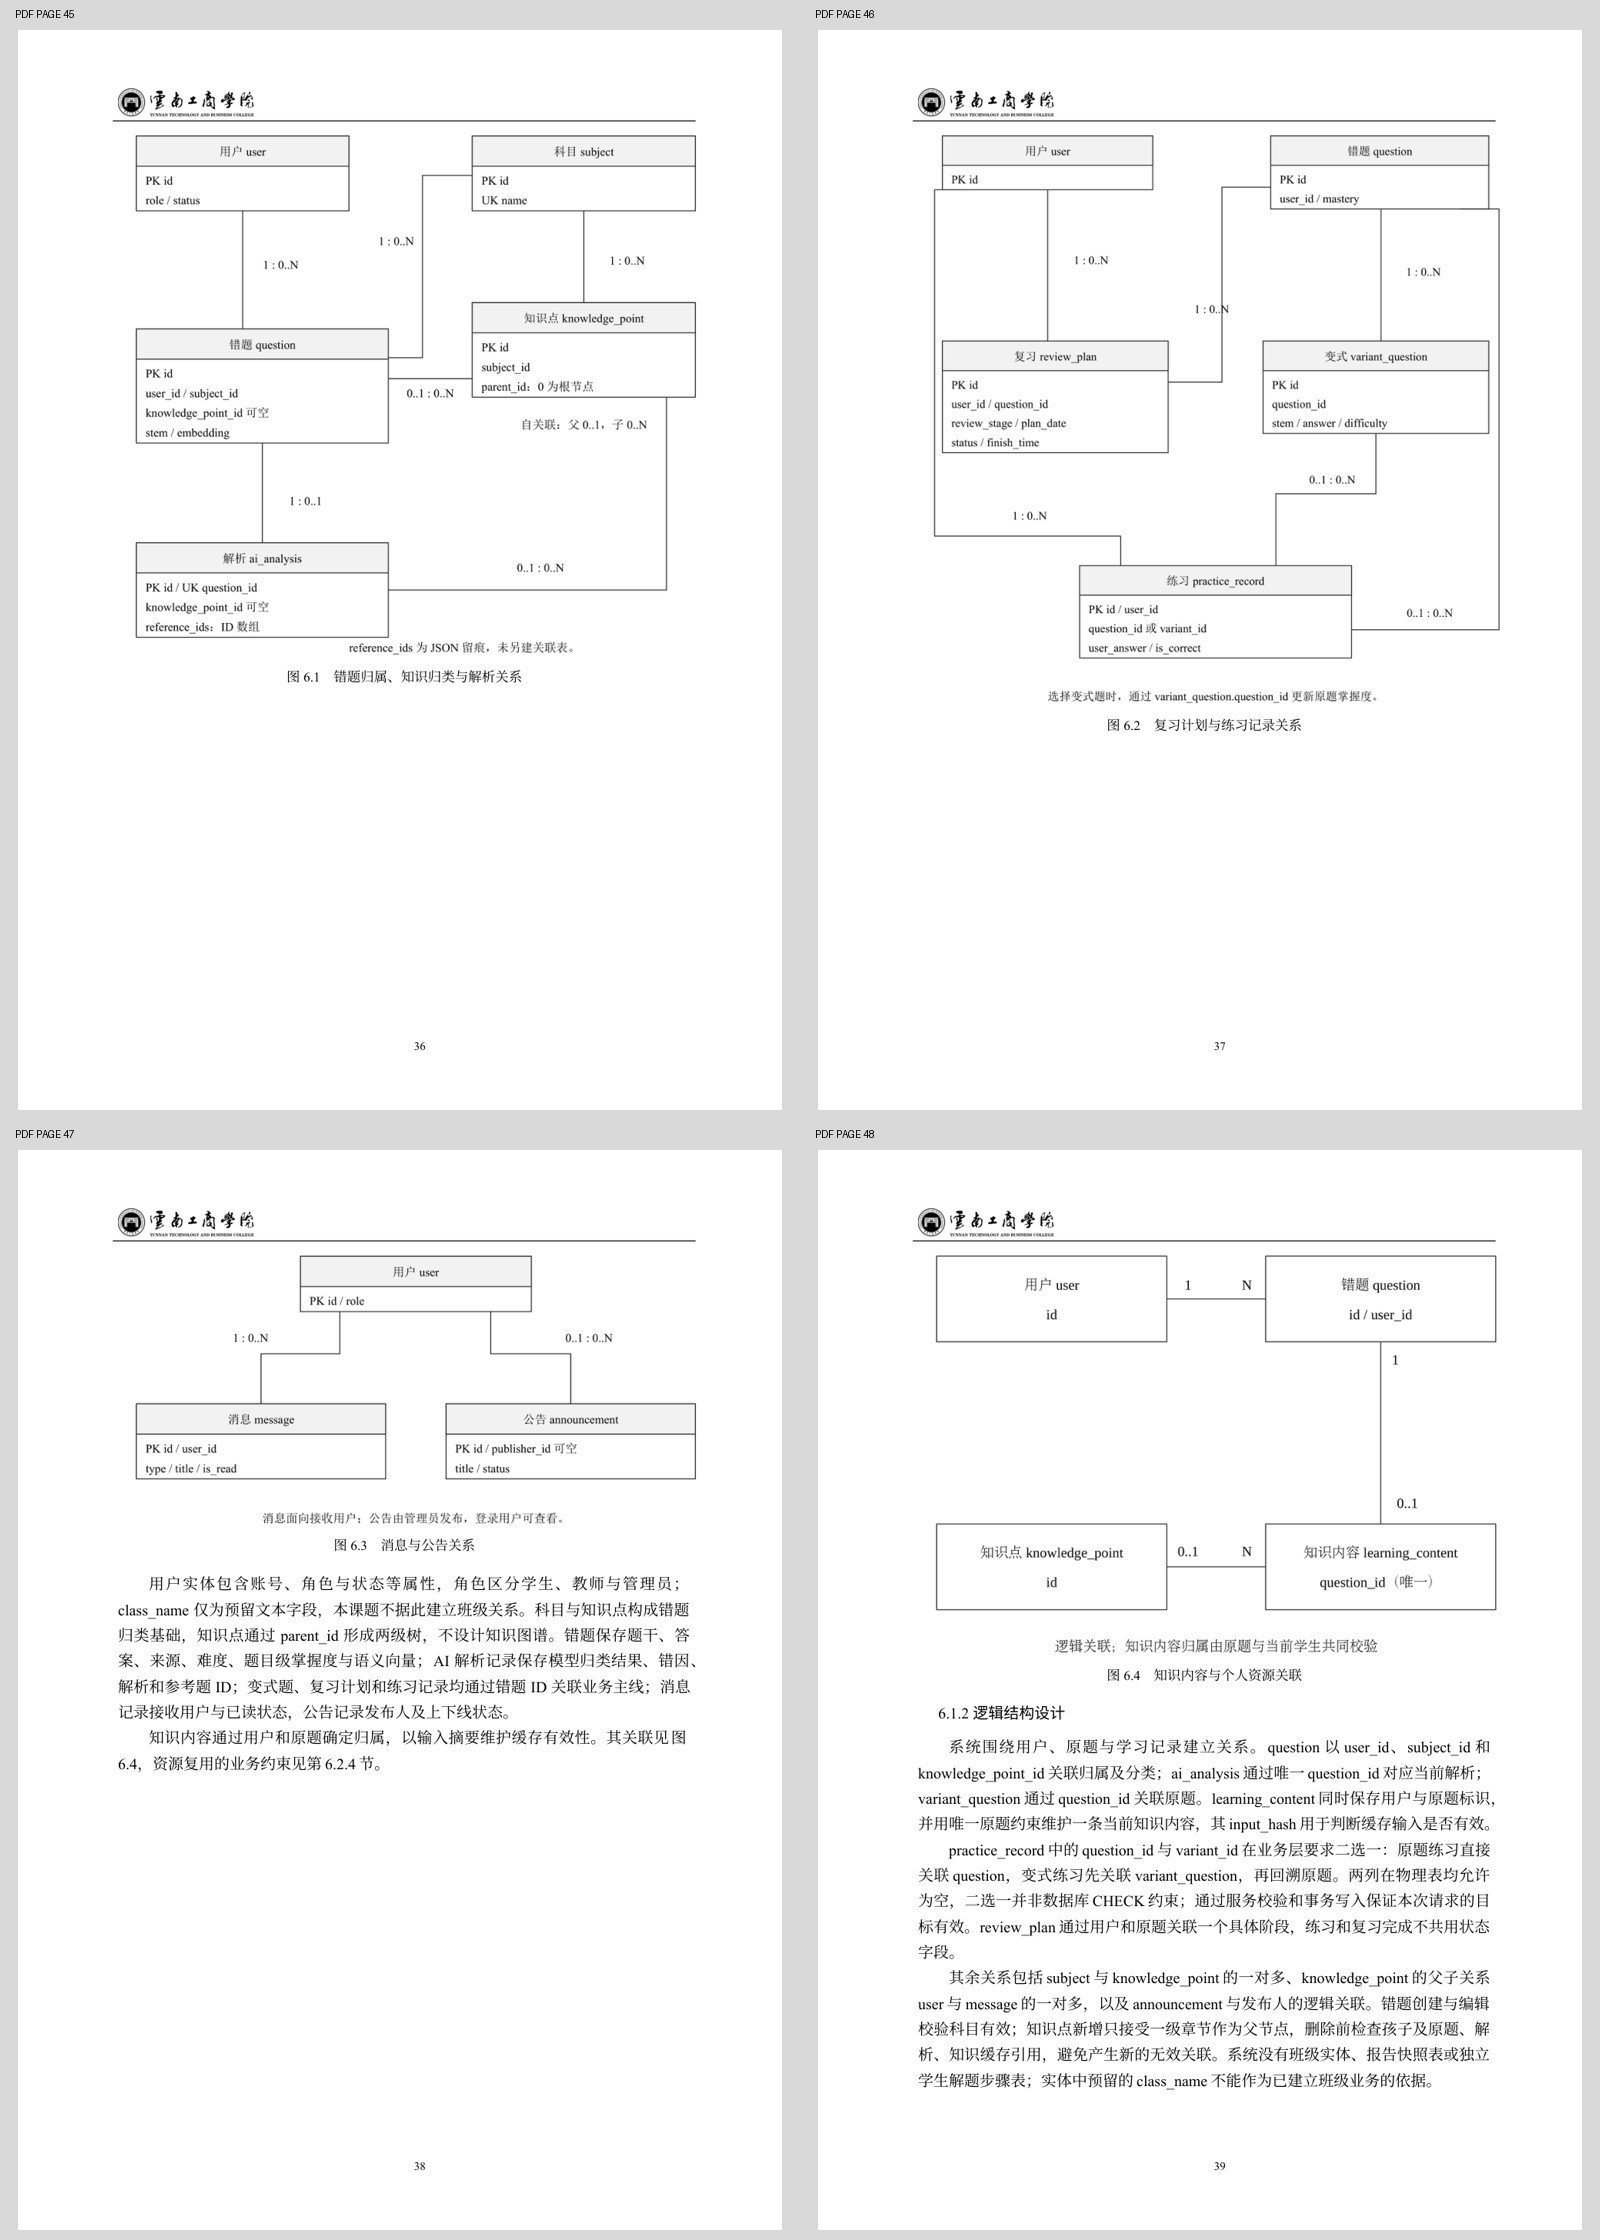 PDF PAGE 45
雲南工商學院
YUNNAN TECHNOLOGY AND BUSINESS COLLEGE
用户 user
PK id
role / status
科目 subject
PK id
UK name
1 : 0..N
1 : 0..N
1 : 0..N
知识点 knowledge_point
PK id
subject_id
parent_id：0 为根节点
错题 question
PK id
user_id / subject_id
knowledge_point_id 可空
stem / embedding
0..1 : 0..N
自关联：父 0..1，子 0..N
1 : 0..1
解析 ai_analysis
PK id / UK question_id
knowledge_point_id 可空
reference_ids：ID 数组
0..1 : 0..N
reference_ids 为 JSON 留痕，未另建关联表。
图 6.1 错题归属、知识归类与解析关系
36
PDF PAGE 46
雲南工商學院
YUNNAN TECHNOLOGY AND BUSINESS COLLEGE
用户 user
PK id
错题 question
PK id
user_id / mastery
1 : 0..N
1 : 0..N
1 : 0..N
复习 review_plan
PK id
user_id / question_id
review_stage / plan_date
status / finish_time
变式 variant_question
PK id
question_id
stem / answer / difficulty
0..1 : 0..N
1 : 0..N
练习 practice_record
PK id / user_id
question_id 或 variant_id
user_answer / is_correct
0..1 : 0..N
选择变式题时，通过 variant_question.question_id 更新原题掌握度。
图 6.2 复习计划与练习记录关系
37
PDF PAGE 47
雲南工商學院
YUNNAN TECHNOLOGY AND BUSINESS COLLEGE
用户 user
PK id / role
1 : 0..N
0..1 : 0..N
消息 message
PK id / user_id
type / title / is_read
公告 announcement
PK id / publisher_id 可空
title / status
消息面向接收用户；公告由管理员发布，登录用户可查看。
图 6.3 消息与公告关系
用户实体包含账号、角色与状态等属性，角色区分学生、教师与管理员；
class_name 仅为预留文本字段，本课题不据此建立班级关系。科目与知识点构成错题
归类基础，知识点通过 parent_id 形成两级树，不设计知识图谱。错题保存题干、答
案、来源、难度、题目级掌握度与语义向量；AI 解析记录保存模型归类结果、错因、
解析和参考题 ID；变式题、复习计划和练习记录均通过错题 ID 关联业务主线；消息
记录接收用户与已读状态，公告记录发布人及上下线状态。
知识内容通过用户和原题确定归属，以输入摘要维护缓存有效性。其关联见图
6.4，资源复用的业务约束见第 6.2.4 节。
38
PDF PAGE 48
雲南工商學院
YUNNAN TECHNOLOGY AND BUSINESS COLLEGE
用户 user
id
1 N
错题 question
id / user_id
1
0..1
知识点 knowledge_point
id
0..1 N
知识内容 learning_content
question_id（唯一）
逻辑关联；知识内容归属由原题与当前学生共同校验
图 6.4 知识内容与个人资源关联
6.1.2 逻辑结构设计
系统围绕用户、原题与学习记录建立关系。question 以 user_id、subject_id 和
knowledge_point_id 关联归属及分类；ai_analysis 通过唯一 question_id 对应当前解析；
variant_question 通过 question_id 关联原题。learning_content 同时保存用户与原题标识，
并用唯一原题约束维护一条当前知识内容，其 input_hash 用于判断缓存输入是否有效。
practice_record 中的 question_id 与 variant_id 在业务层要求二选一：原题练习直接
关联 question，变式练习先关联 variant_question，再回溯原题。两列在物理表均允许
为空，二选一并非数据库 CHECK 约束；通过服务校验和事务写入保证本次请求的目
标有效。review_plan 通过用户和原题关联一个具体阶段，练习和复习完成不共用状态
字段。
其余关系包括 subject 与 knowledge_point 的一对多、knowledge_point 的父子关系
user 与 message 的一对多，以及 announcement 与发布人的逻辑关联。错题创建与编辑
校验科目有效；知识点新增只接受一级章节作为父节点，删除前检查孩子及原题、解
析、知识缓存引用，避免产生新的无效关联。系统没有班级实体、报告快照表或独立
学生解题步骤表；实体中预留的 class_name 不能作为已建立班级业务的依据。
39